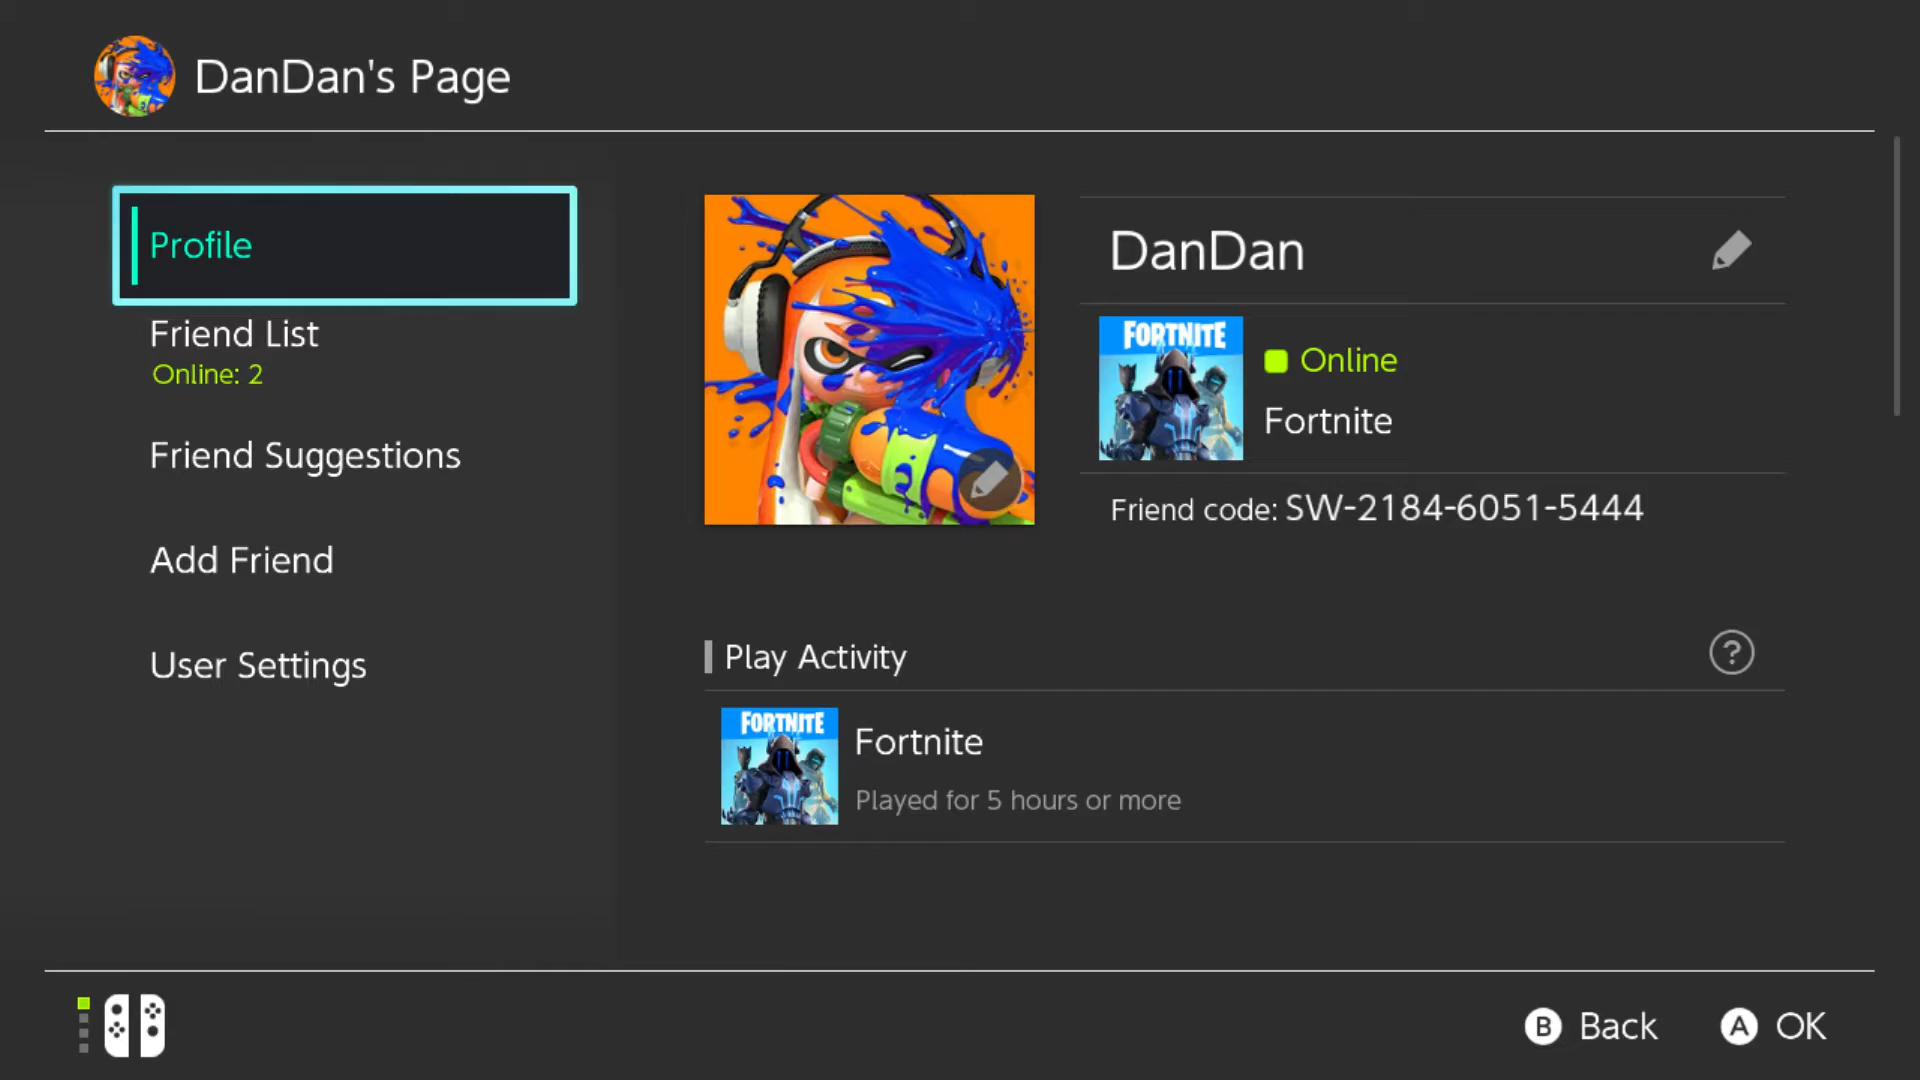 DanDan's Page
Profile
Friend List
Online: 2
Friend Suggestions
Add Friend
User Settings
DanDan
FORTNITE
Online
Fortnite
Friend code: SW-2184-6051-5444
Play Activity
?
FORTNITE
Fortnite
Played for 5 hours or more
B Back
A OK